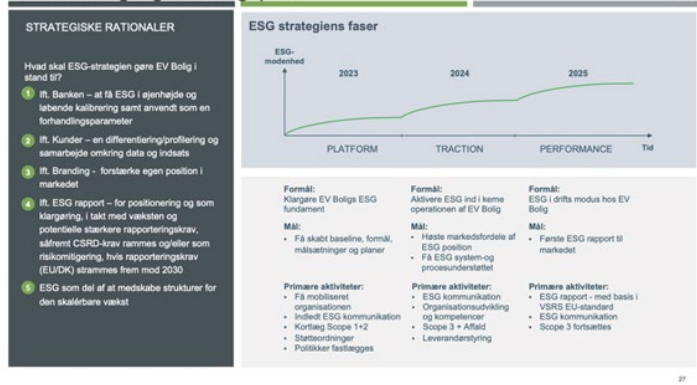 STRATEGISKE RATIONALER
Hvad skal ESG-strategien gøre EV Bolig i
stand til?
1 Ift. Banken – at få ESG i øjenhøjde og
løbende kalibrering samt anvendt som en
forhandlingsparameter
2 Ift. Kunder – en differentiering/profilering og
samarbejde omkring data og indsats
3 Ift. Branding - forstærke egen position i
markedet
4 Ift. ESG rapport – for positionering og som
klargøring, i takt med væksten og
potentielle stærkere rapporteringskrav,
såfremt CSRD-krav rammes og/eller som
risikomitigering, hvis rapporteringskrav
(EU/DK) strammes frem mod 2030
5 ESG som del af at medskabe strukturer for
den skalérbare vækst
ESG strategiens faser
ESG-
modenhed
2023
2024
2025
PLATFORM
TRACTION
PERFORMANCE
Tid
Formål:
Klargøre EV Boligs ESG
fundament
Mål:
• Få skabt baseline, formål,
målsætninger og planer
Primære aktiviteter:
• Få mobiliseret
organisationen
• Indledt ESG kommunikation
• Kortlæg Scope 1+2
• Støtteordninger
• Politikker fastlægges
Formål:
Aktivere ESG ind i kerne
operationen af EV Bolig
Mål:
• Høste markedsfordele af
ESG position
• Få ESG system-og
procesunderstøttet
Primære aktiviteter:
• ESG kommunikation
• Organisationsudvikling
og kompetencer
• Scope 3 + Affald
• Leverandørstyring
Formål:
ESG i drifts modus hos EV
Bolig
Mål:
• Første ESG rapport til
markedet
Primære aktiviteter:
• ESG rapport - med basis i
VSRS EU-standard
• ESG kommunikation
• Scope 3 fortsættes
27